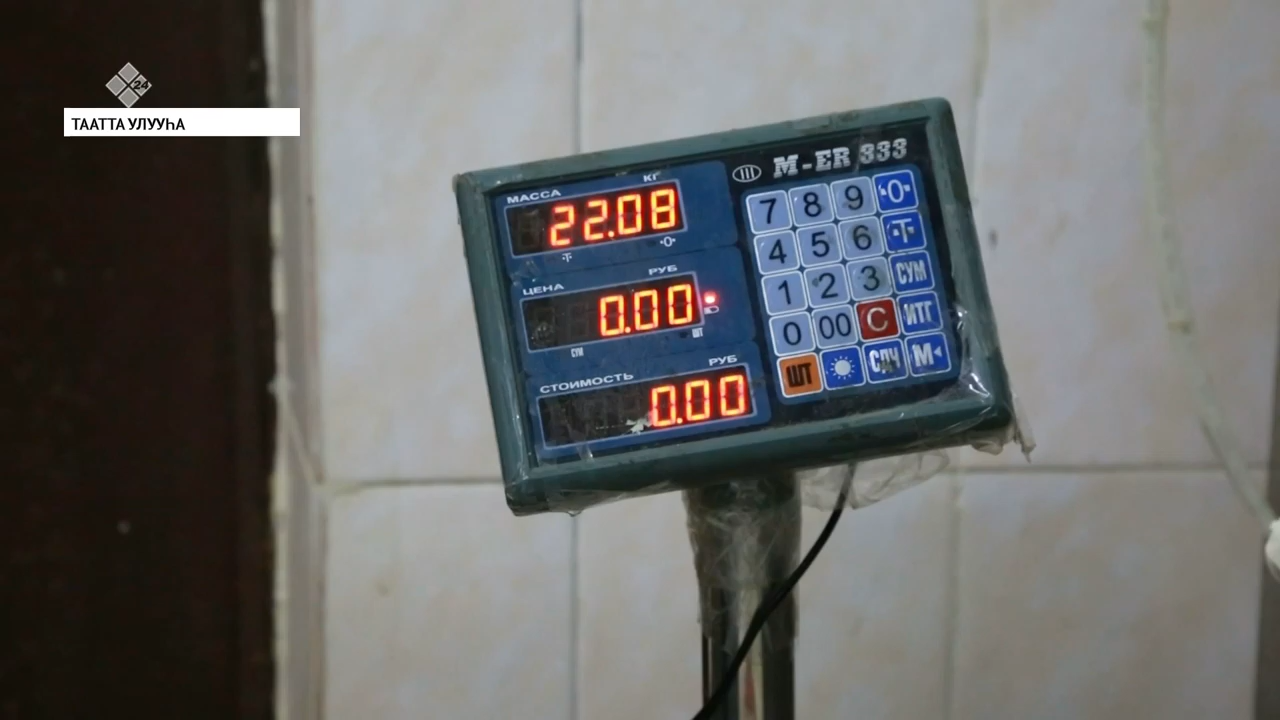 24
ТААТТА УЛУУҺА
M-ER 333
МАССА КГ
22.08
·T· ·0·
ЦЕНА РУБ
0.00
СУМ ШТ
СТОИМОСТЬ РУБ
0.00
7 8 9 ·0·
4 5 6 ·T·
1 2 3 СУМ
0 00 C ИТГ
ШТ СДЧ М